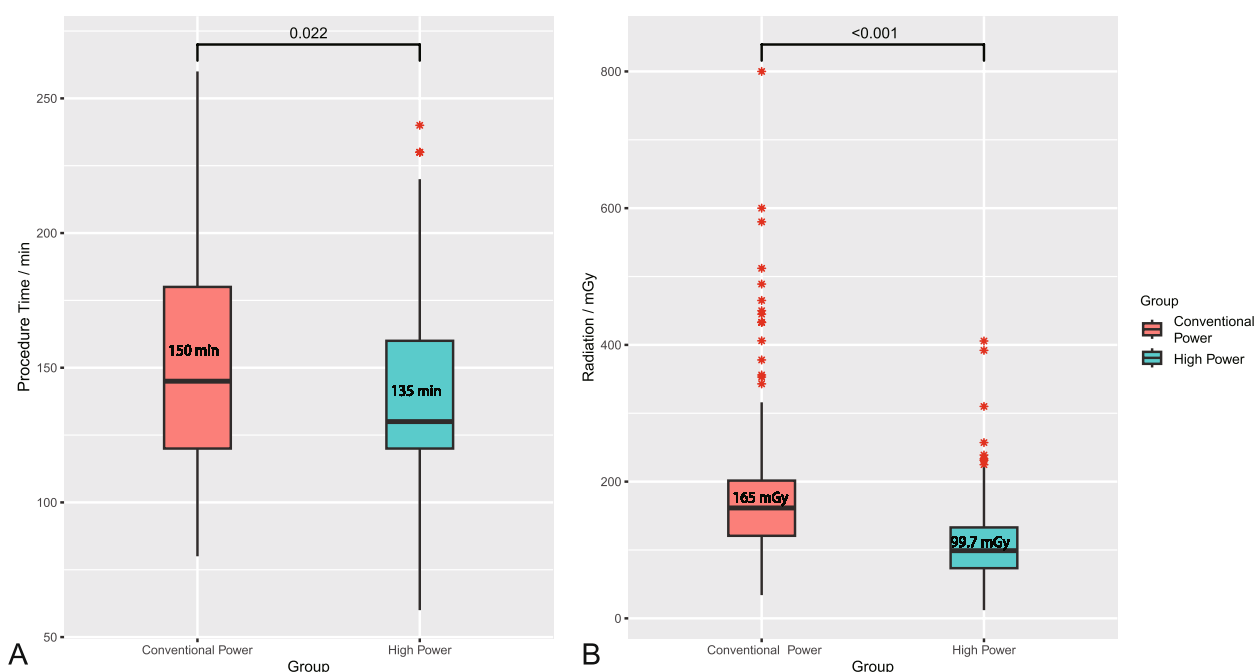 0.022
250
200
150
100
50
Procedure Time / min
150 min
135 min
Conventional Power
High Power
Group
A
<0.001
800
600
400
200
0
Radiation / mGy
165 mGy
99.7 mGy
Conventional Power
High Power
Group
B
Group
Conventional
Power
High Power